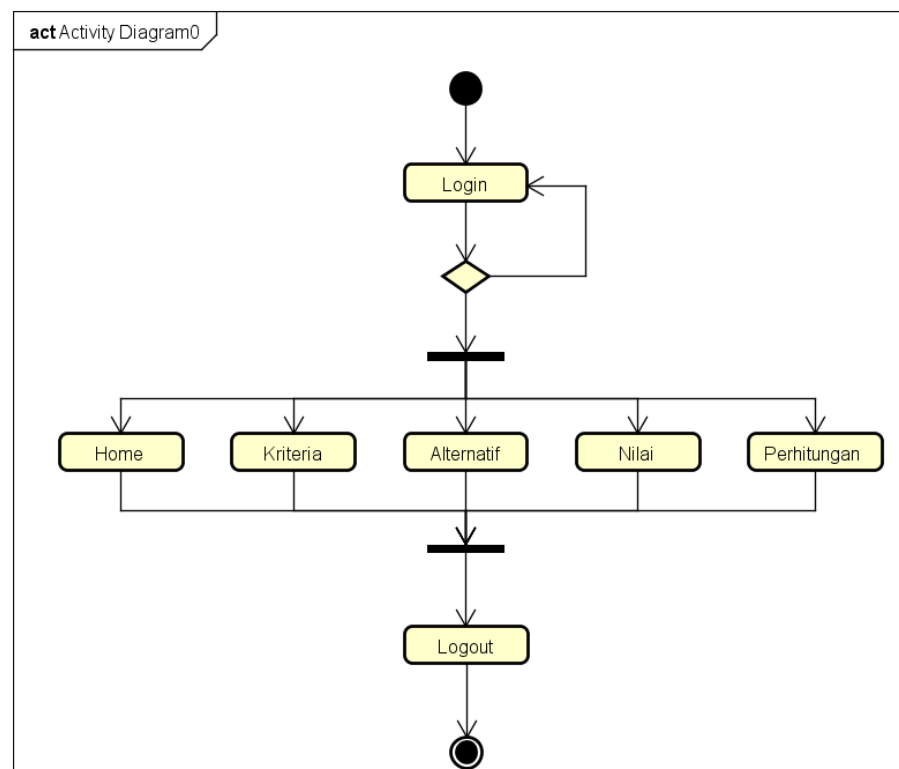 act Activity Diagram0
Login
Home
Kriteria
Alternatif
Nilai
Perhitungan
Logout